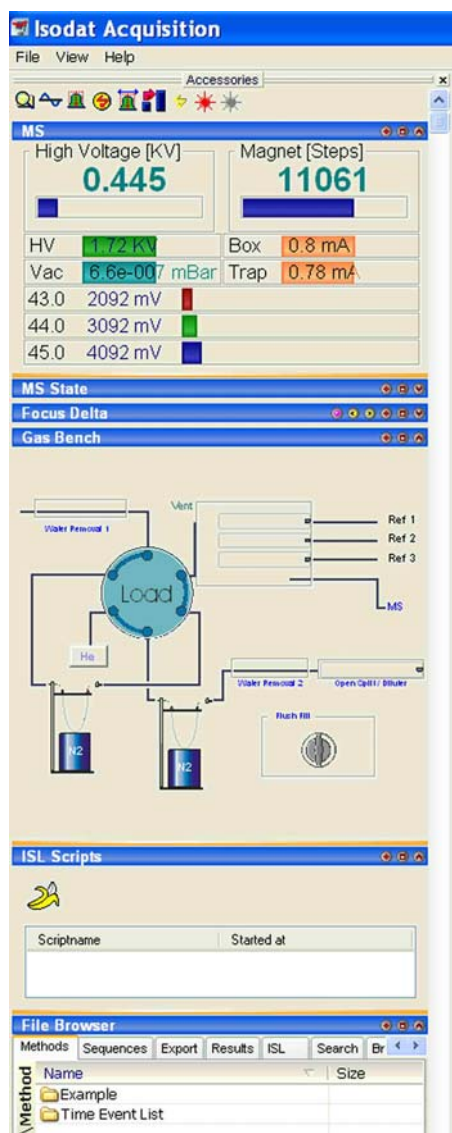 Isodat Acquisition
File View Help
Accessories
MS
High Voltage [KV]
Magnet [Steps]
0.445
11061
HV 1.72 KV Box 0.8 mA
Vac 6.6e-007 mBar Trap 0.78 mA
43.0 2092 mV
44.0 3092 mV
45.0 4092 mV
MS State
Focus Delta
Gas Bench
Water Removal 1
Vent
Ref 1
Ref 2
Ref 3
Load
MS
He
Water Removal 2
Open Split / Diluter
Flush Fill
N2
N2
ISL Scripts
Scriptname Started at
File Browser
Methods Sequences Export Results ISL Search Br
\Method
Name Size
Example
Time Event List